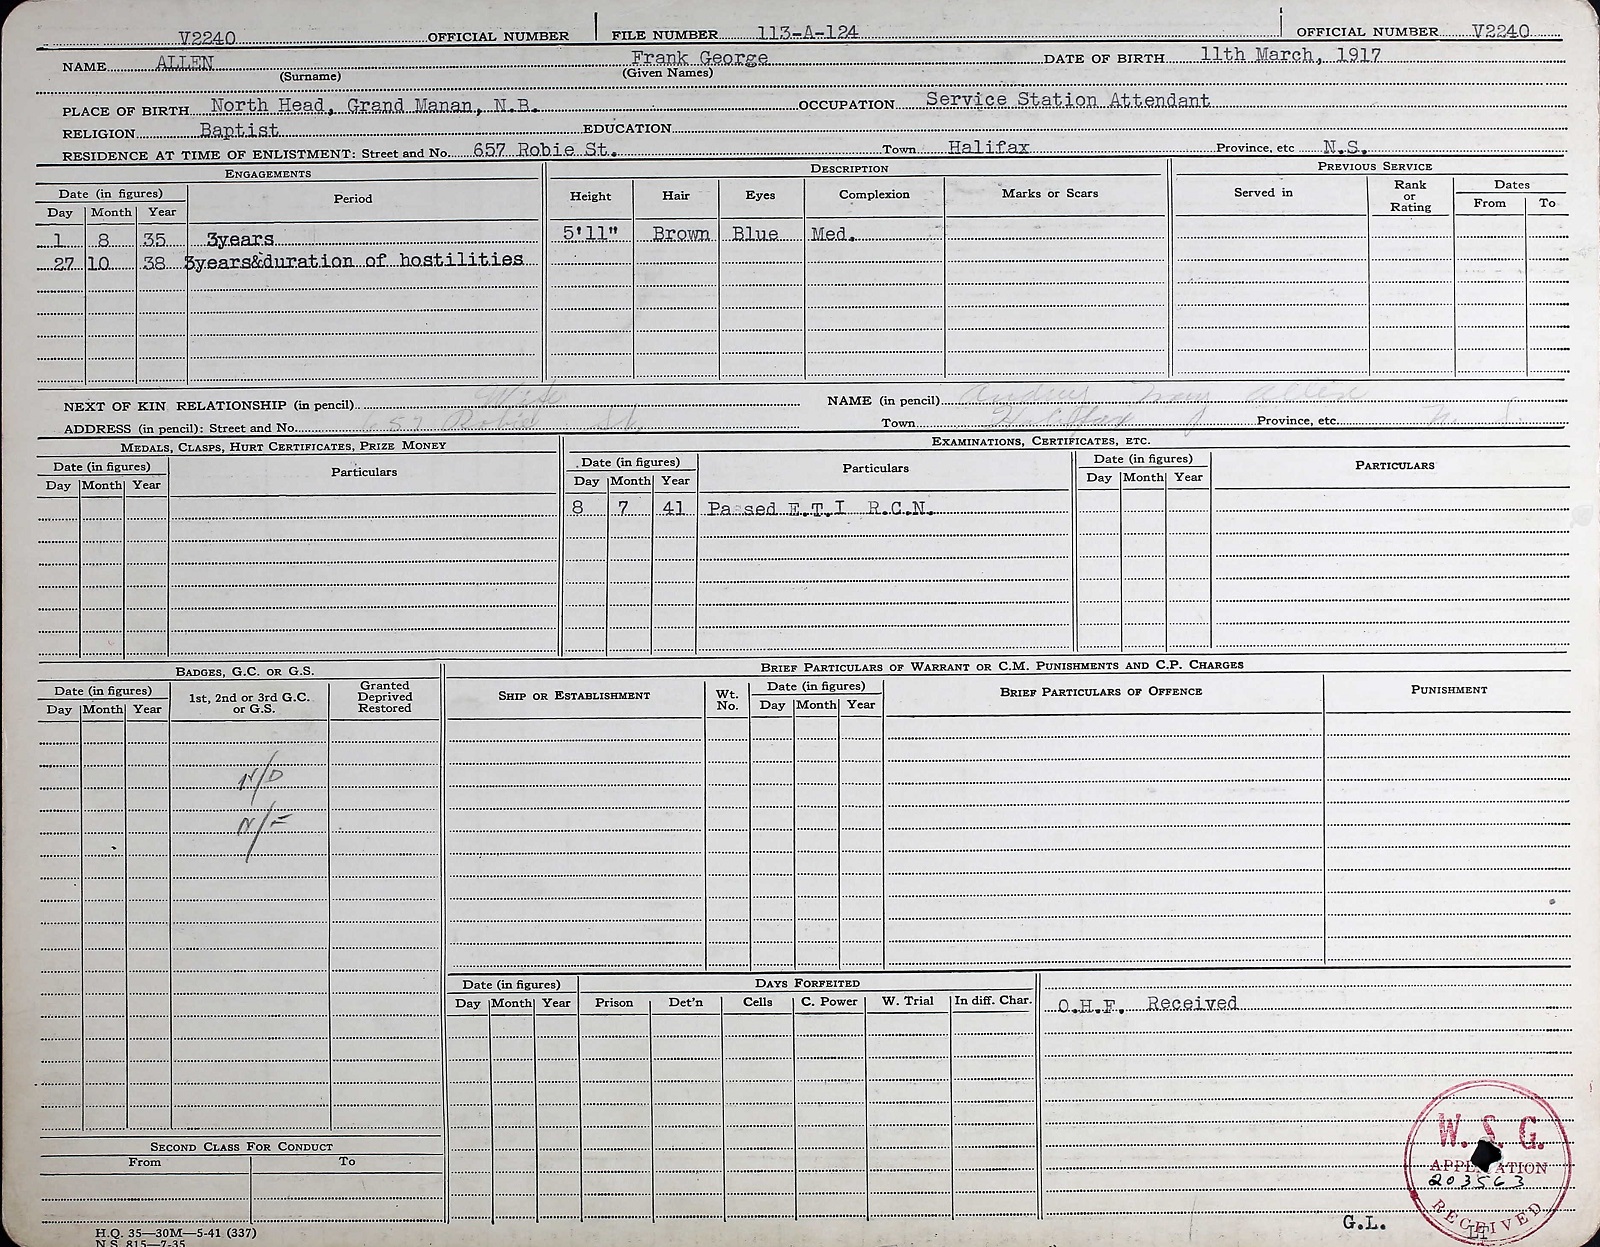 V2240 OFFICIAL NUMBER FILE NUMBER 113-A-124 OFFICIAL NUMBER V2240
NAME ALLEN Frank George DATE OF BIRTH 11th March, 1917
(Surname) (Given Names)
PLACE OF BIRTH North Head, Grand Manan, N.B. OCCUPATION Service Station Attendant
RELIGION Baptist EDUCATION
RESIDENCE AT TIME OF ENLISTMENT: Street and No. 657 Robie St. Town Halifax Province, etc N.S.
ENGAGEMENTS DESCRIPTION PREVIOUS SERVICE
Date (in figures) Period Height Hair Eyes Complexion Marks or Scars Served in Rank or Rating Dates
Day Month Year From To
1 8 35 3years 5'11" Brown Blue Med.
27 10 38 3years&duration of hostilities
NEXT OF KIN RELATIONSHIP (in pencil) Wife NAME (in pencil) Allen
ADDRESS (in pencil): Street and No. 657 Robie St. Town Halifax Province, etc. N. S.
MEDALS, CLASPS, HURT CERTIFICATES, PRIZE MONEY EXAMINATIONS, CERTIFICATES, ETC.
Date (in figures) Particulars Date (in figures) Particulars Date (in figures) PARTICULARS
Day Month Year Day Month Year Day Month Year
8 7 41 Passed E.T.I R.C.N.
BADGES, G.C. OR G.S. BRIEF PARTICULARS OF WARRANT OR C.M. PUNISHMENTS AND C.P. CHARGES
Date (in figures) 1st, 2nd or 3rd G.C. or G.S. Granted Deprived Restored SHIP OR ESTABLISHMENT Wt. No. Date (in figures) BRIEF PARTICULARS OF OFFENCE PUNISHMENT
Day Month Year Day Month Year
N/D
N/F
Date (in figures) DAYS FORFEITED
Day Month Year Prison Det'n Cells C. Power W. Trial In diff. Char.
O.H.F. Received
SECOND CLASS FOR CONDUCT
From To
W. S. G.
APPLICATION
203563
RECEIVED
G.L. LT
H.Q. 35—30M—5-41 (337)
N.S. 815—7-35